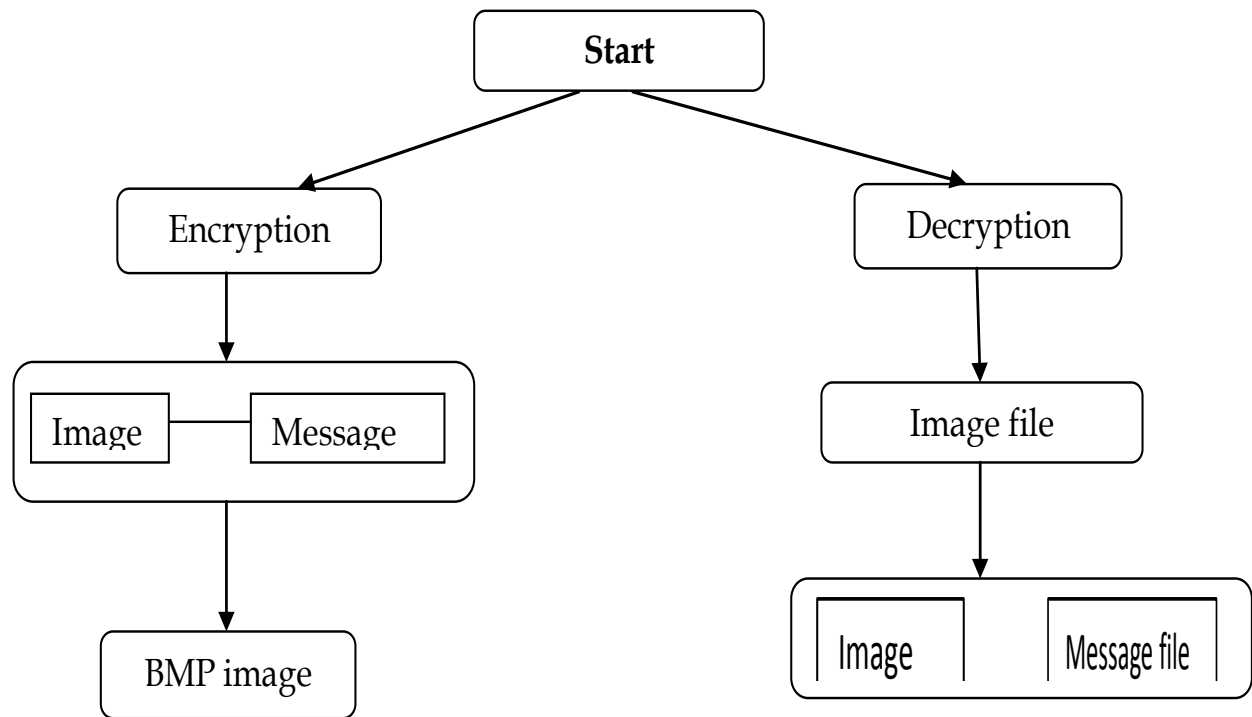 Start
Encryption
Decryption
Image
Message
Image file
BMP image
Image
Message file